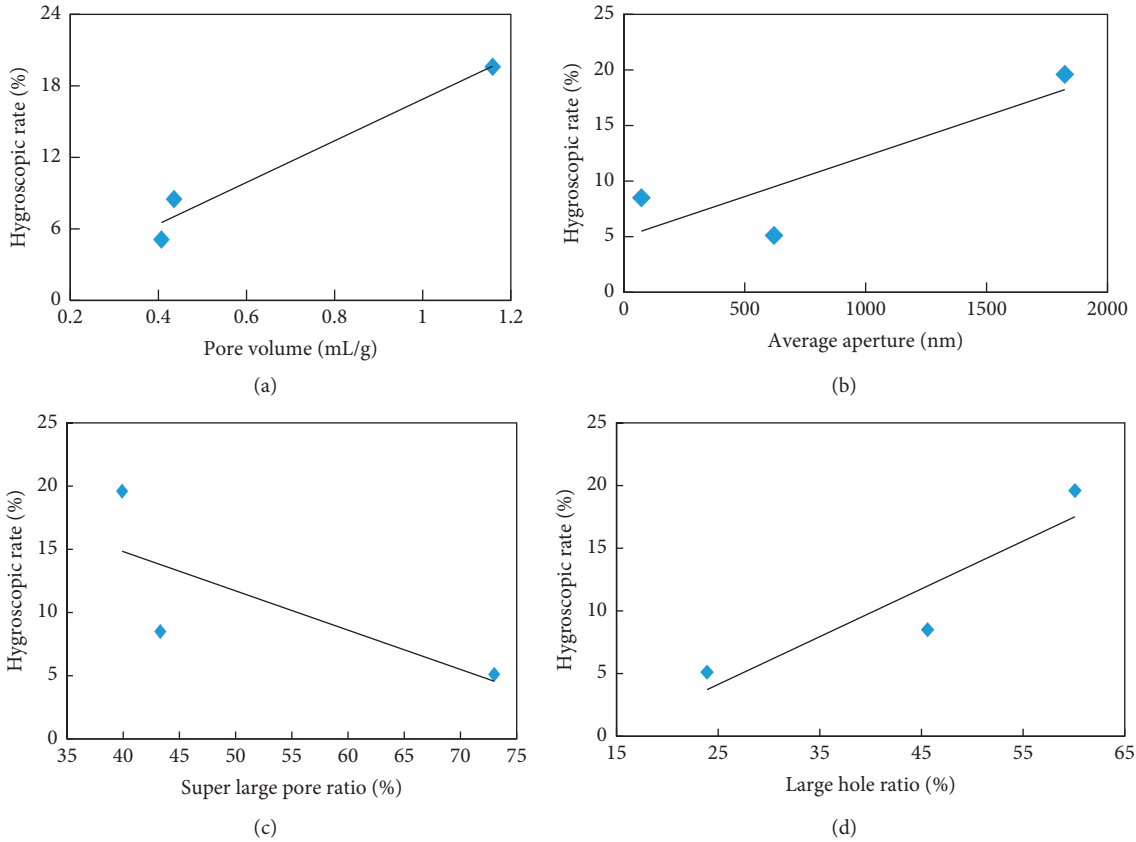 24
18
12
6
0
Hygroscopic rate (%)
0.2 0.4 0.6 0.8 1 1.2
Pore volume (mL/g)
(a)
25
20
15
10
5
0
Hygroscopic rate (%)
0 500 1000 1500 2000
Average aperture (nm)
(b)
25
20
15
10
5
0
Hygroscopic rate (%)
35 40 45 50 55 60 65 70 75
Super large pore ratio (%)
(c)
25
20
15
10
5
0
Hygroscopic rate (%)
15 25 35 45 55 65
Large hole ratio (%)
(d)